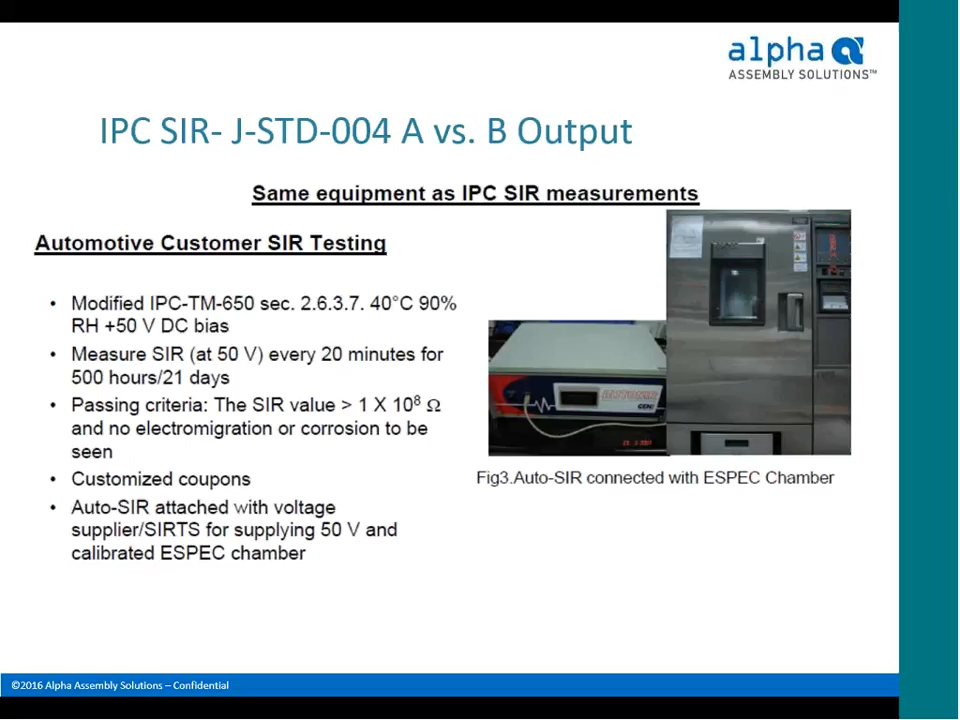 alpha
ASSEMBLY SOLUTIONS™
IPC SIR- J-STD-004 A vs. B Output
Same equipment as IPC SIR measurements
Automotive Customer SIR Testing
• Modified IPC-TM-650 sec. 2.6.3.7. 40°C 90%
RH +50 V DC bias
• Measure SIR (at 50 V) every 20 minutes for
500 hours/21 days
• Passing criteria: The SIR value > 1 X 10⁸ Ω
and no electromigration or corrosion to be
seen
• Customized coupons
• Auto-SIR attached with voltage
supplier/SIRTS for supplying 50 V and
calibrated ESPEC chamber
AUTOSIR
GEN3
Fig3.Auto-SIR connected with ESPEC Chamber
©2016 Alpha Assembly Solutions – Confidential